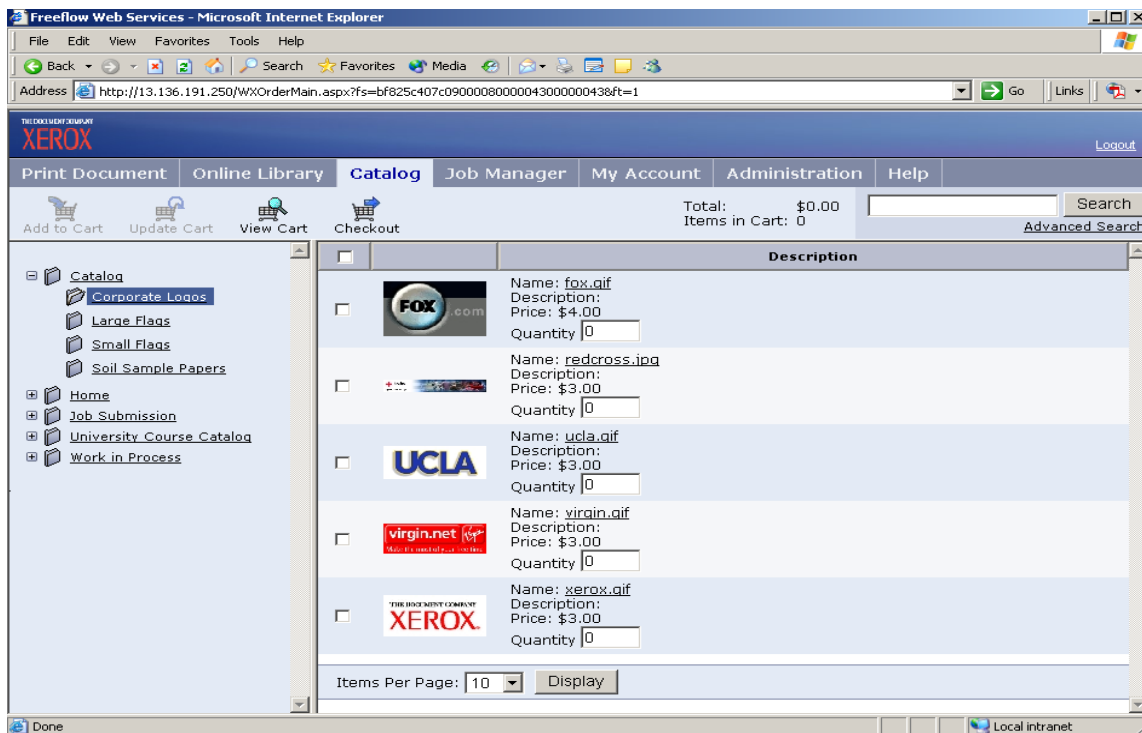 Freeflow Web Services - Microsoft Internet Explorer
File Edit View Favorites Tools Help
Back Search Favorites Media
Address http://13.136.191.250/WXOrderMain.aspx?fs=bf825c407c09000080000043000000438&ft=1 Go Links
THE DOCUMENT COMPANY
XEROX
Logout
Print Document Online Library Catalog Job Manager My Account Administration Help
Add to Cart Update Cart View Cart Checkout
Total: $0.00
Items in Cart: 0
Search
Advanced Search
Catalog
Corporate Logos
Large Flags
Small Flags
Soil Sample Papers
Home
Job Submission
University Course Catalog
Work in Process
Description
FOX.com
Name: fox.gif
Description:
Price: $4.00
Quantity 0
Name: redcross.jpg
Description:
Price: $3.00
Quantity 0
UCLA
Name: ucla.gif
Description:
Price: $3.00
Quantity 0
virgin.net
Name: virgin.gif
Description:
Price: $3.00
Quantity 0
THE DOCUMENT COMPANY
XEROX.
Name: xerox.gif
Description:
Price: $3.00
Quantity 0
Items Per Page: 10 Display
Done
Local intranet